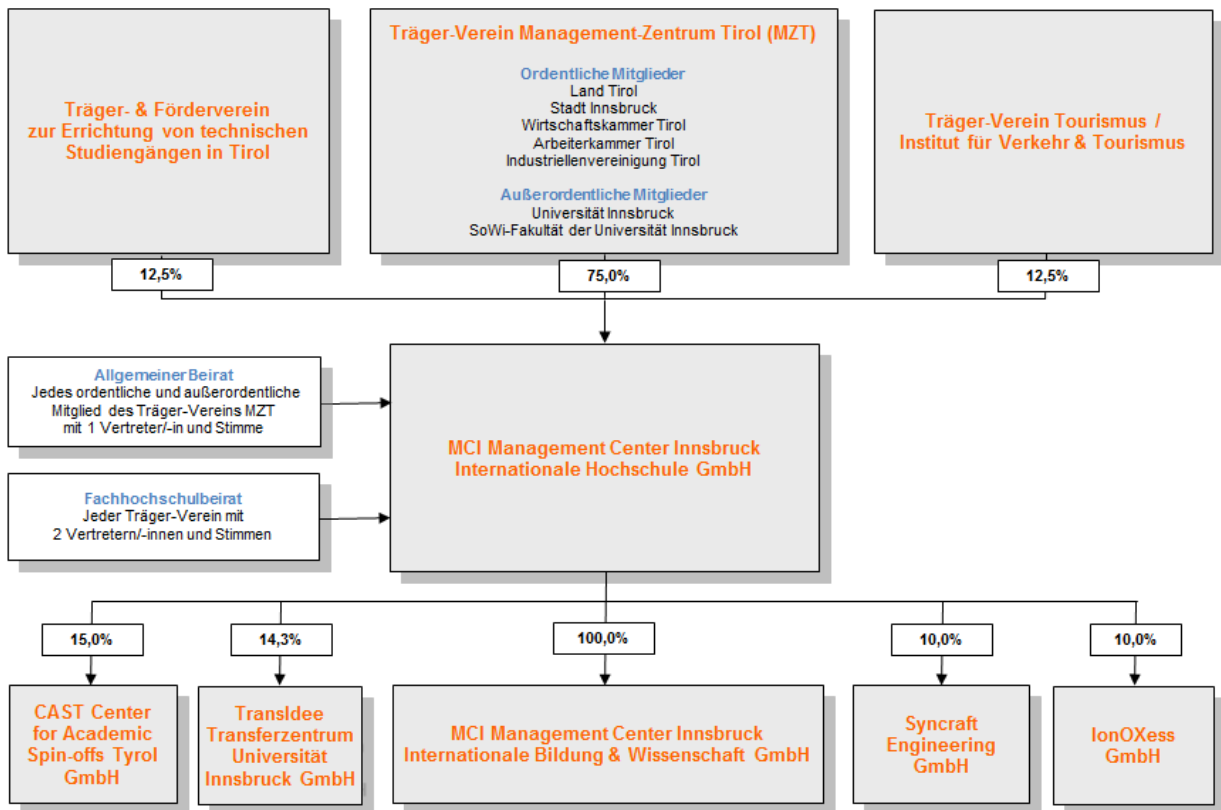 Träger- & Förderverein
zur Errichtung von technischen
Studiengängen in Tirol
Träger-Verein Management-Zentrum Tirol (MZT)
Ordentliche Mitglieder
Land Tirol
Stadt Innsbruck
Wirtschaftskammer Tirol
Arbeiterkammer Tirol
Industriellenvereinigung Tirol
Außerordentliche Mitglieder
Universität Innsbruck
SoWi-Fakultät der Universität Innsbruck
Träger-Verein Tourismus /
Institut für Verkehr & Tourismus
12,5%
75,0%
12,5%
Allgemeiner Beirat
Jedes ordentliche und außerordentliche
Mitglied des Träger-Vereins MZT
mit 1 Vertreter/-in und Stimme
Fachhochschulbeirat
Jeder Träger-Verein mit
2 Vertretern/-innen und Stimmen
MCI Management Center Innsbruck
Internationale Hochschule GmbH
15,0%
14,3%
100,0%
10,0%
10,0%
CAST Center
for Academic
Spin-offs Tyrol
GmbH
TransIdee
Transferzentrum
Universität
Innsbruck GmbH
MCI Management Center Innsbruck
Internationale Bildung & Wissenschaft GmbH
Syncraft
Engineering
GmbH
IonOXess
GmbH